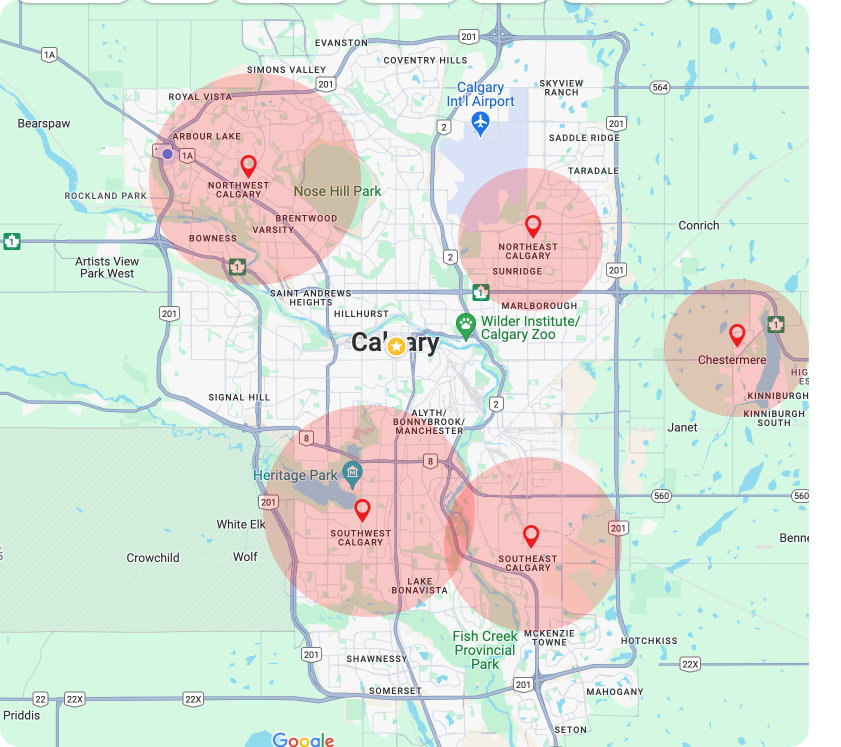 EVANSTON
201
1A
COVENTRY HILLS
SIMONS VALLEY
201
Calgary
Int'l Airport
SKYVIEW
RANCH
564
ROYAL VISTA
Bearspaw
2
201
ARBOUR LAKE
SADDLE RIDGE
1A
TARADALE
NORTHWEST
CALGARY
Nose Hill Park
ROCKLAND PARK
BRENTWOOD
VARSITY
Conrich
1
BOWNESS
NORTHEAST
CALGARY
2
Artists View
Park West
1
SUNRIDGE
201
SAINT ANDREWS
HEIGHTS
1
MARLBOROUGH
201
HILLHURST
Wilder Institute/
Calgary Zoo
1
Calgary
Chestermere
HIG
ES
SIGNAL HILL
2
KINNIBURGH
KINNIBURGH
SOUTH
ALYTH/
BONNYBROOK/
MANCHESTER
Janet
8
8
Heritage Park
201
560
560
SOUTHWEST
CALGARY
White Elk
201
Benne
Crowchild
Wolf
SOUTHEAST
CALGARY
LAKE
BONAVISTA
Fish Creek
Provincial
Park
MCKENZIE
TOWNE
HOTCHKISS
201
SHAWNESSY
22X
SOMERSET
201
MAHOGANY
22
22X
22X
Priddis
SETON
Google